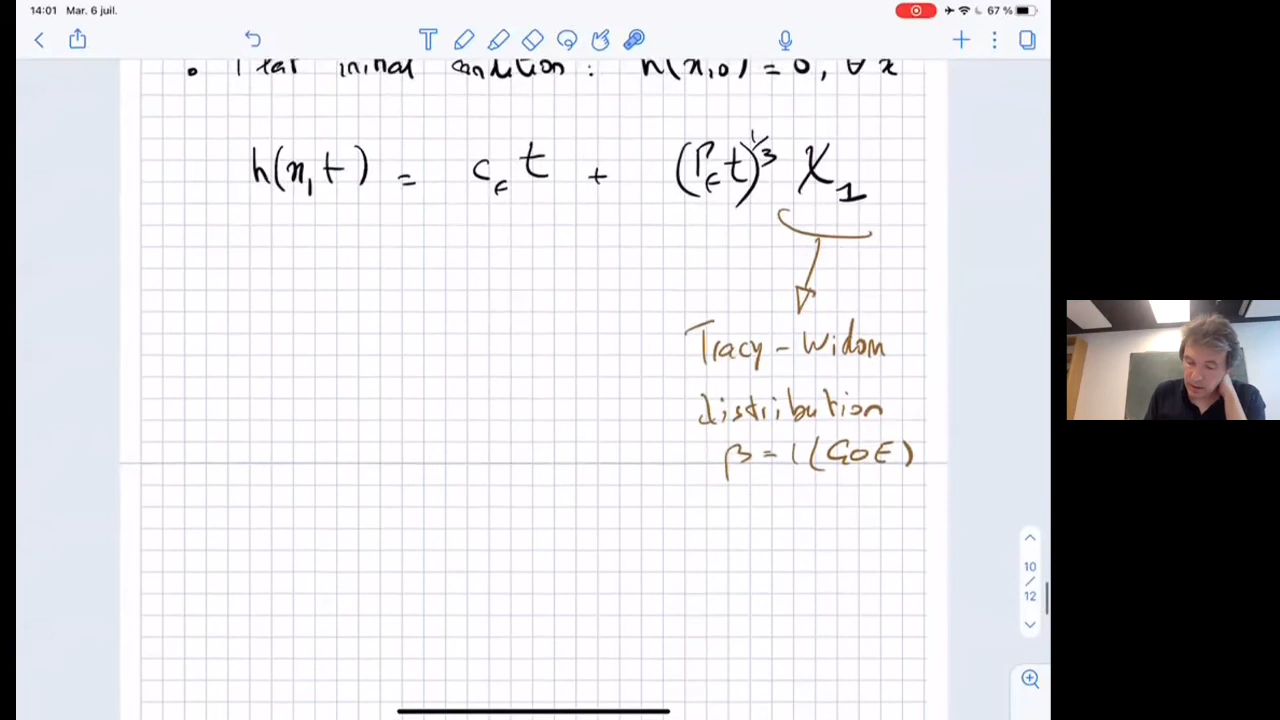 14:01 Mar. 6 juil.
67 %
• Flat initial condition : h(x,0) = 0, ∀ x
h(x,t) = c_F t + (Γ_F t)^{1/3} χ_1
Tracy - Widom
distribution
β = 1 (GOE)
10
/
12